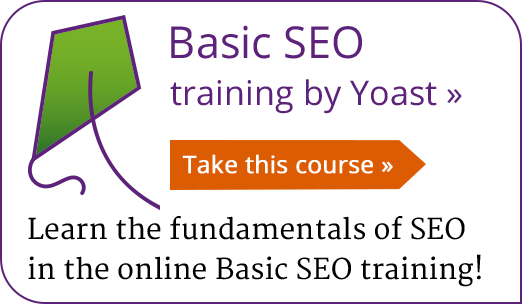 Basic SEO
training by Yoast »
Take this course »
Learn the fundamentals of SEO
in the online Basic SEO training!